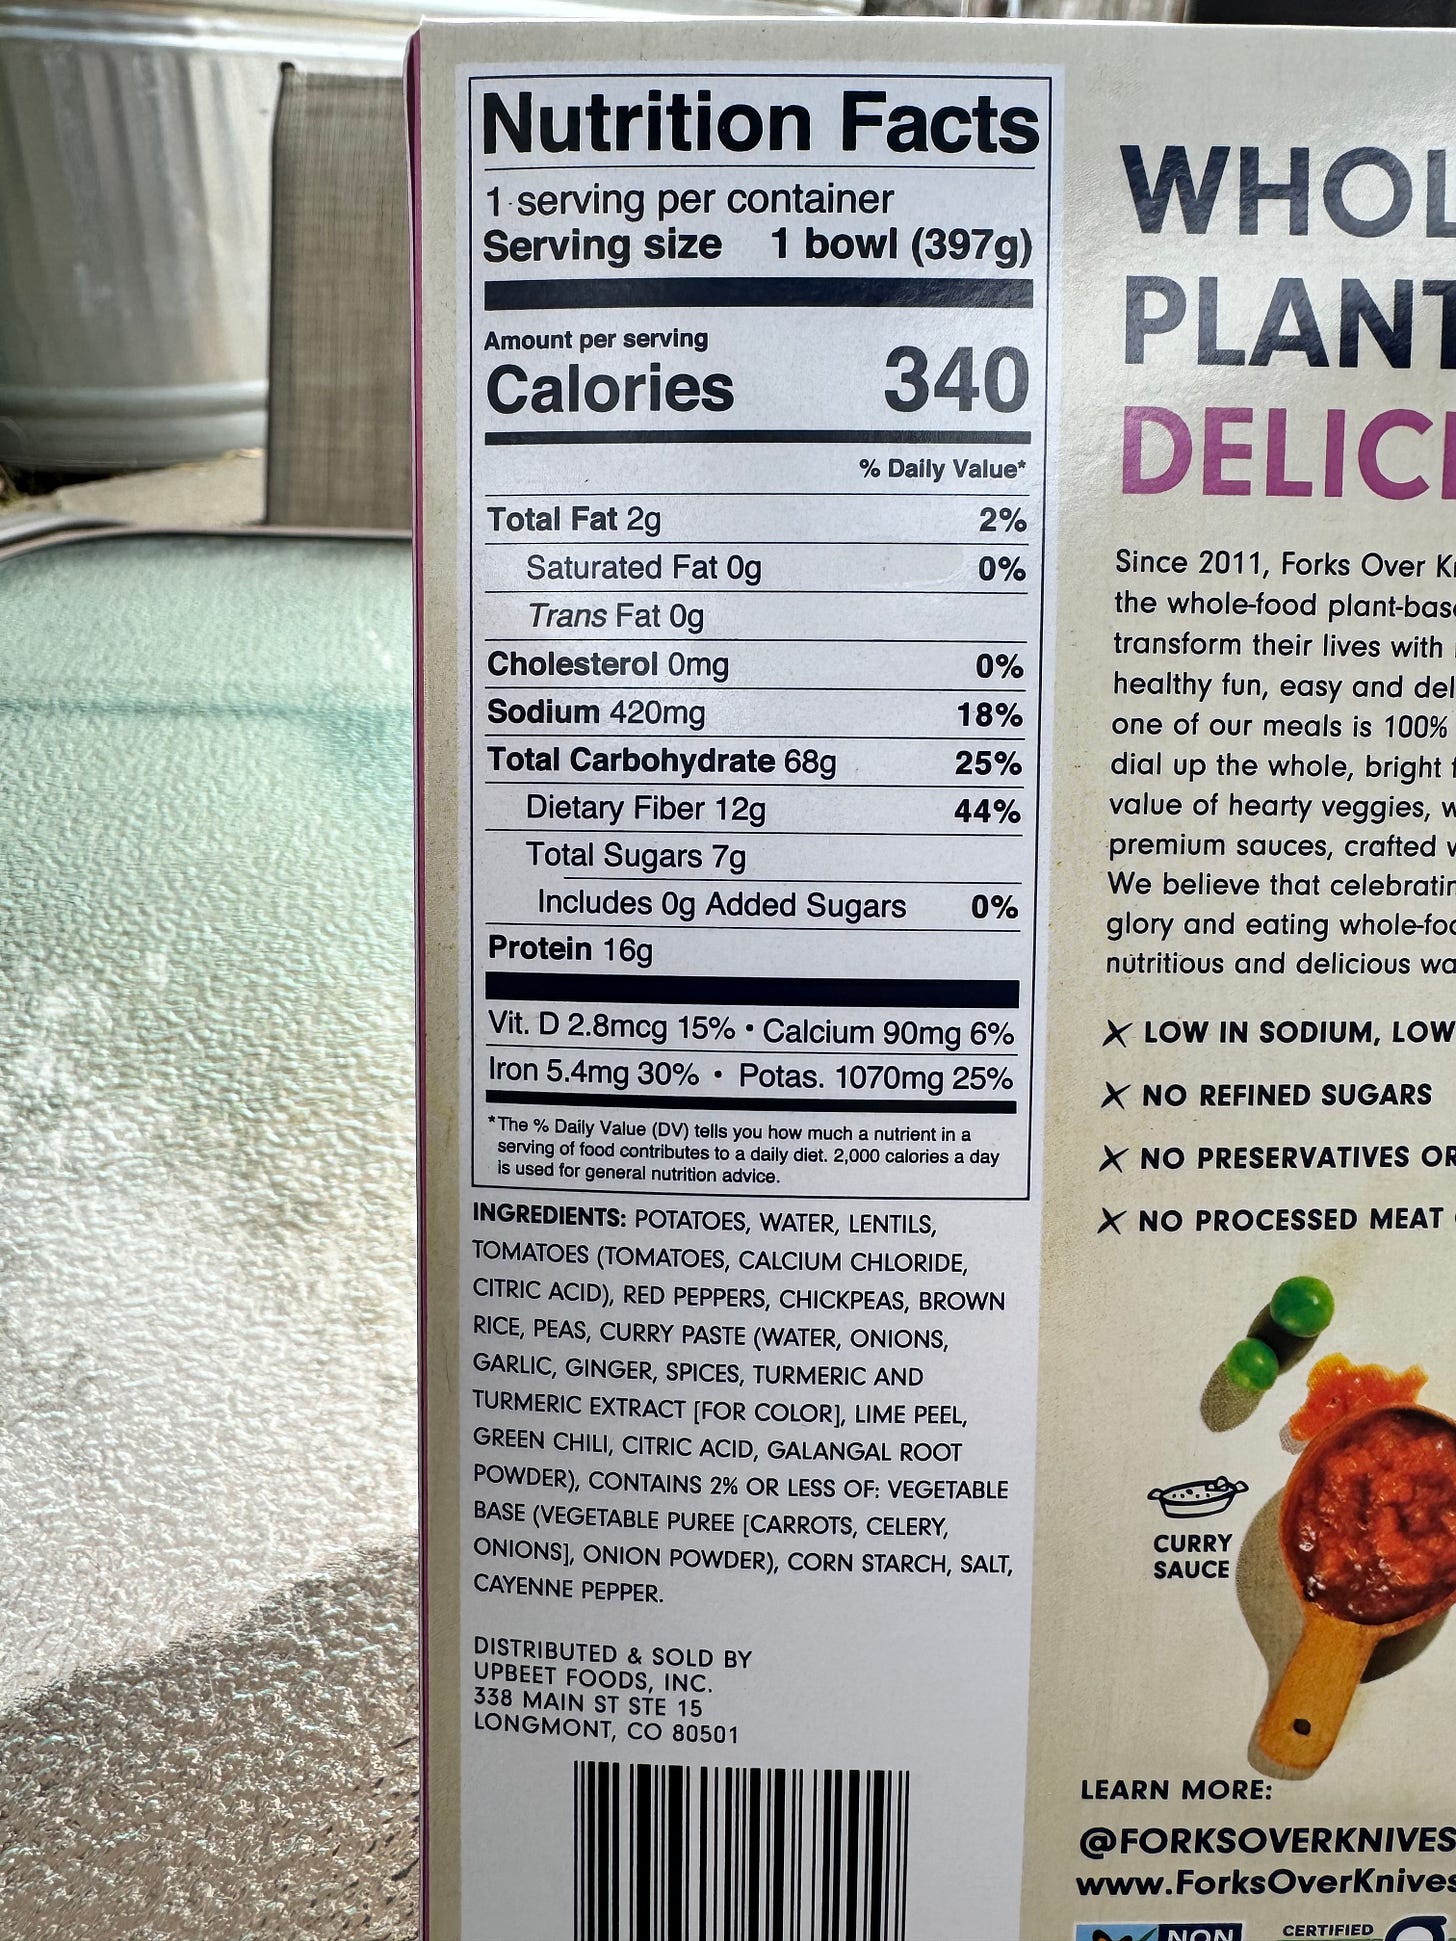 Nutrition Facts
1 serving per container
Serving size 1 bowl (397g)
Amount per serving
Calories 340
% Daily Value*
Total Fat 2g 2%
Saturated Fat 0g 0%
Trans Fat 0g
Cholesterol 0mg 0%
Sodium 420mg 18%
Total Carbohydrate 68g 25%
Dietary Fiber 12g 44%
Total Sugars 7g
Includes 0g Added Sugars 0%
Protein 16g
Vit. D 2.8mcg 15% • Calcium 90mg 6%
Iron 5.4mg 30% • Potas. 1070mg 25%
*The % Daily Value (DV) tells you how much a nutrient in a
serving of food contributes to a daily diet. 2,000 calories a day
is used for general nutrition advice.
INGREDIENTS: POTATOES, WATER, LENTILS,
TOMATOES (TOMATOES, CALCIUM CHLORIDE,
CITRIC ACID), RED PEPPERS, CHICKPEAS, BROWN
RICE, PEAS, CURRY PASTE (WATER, ONIONS,
GARLIC, GINGER, SPICES, TURMERIC AND
TURMERIC EXTRACT [FOR COLOR], LIME PEEL,
GREEN CHILI, CITRIC ACID, GALANGAL ROOT
POWDER), CONTAINS 2% OR LESS OF: VEGETABLE
BASE (VEGETABLE PUREE [CARROTS, CELERY,
ONIONS], ONION POWDER), CORN STARCH, SALT,
CAYENNE PEPPER.
DISTRIBUTED & SOLD BY
UPBEET FOODS, INC.
338 MAIN ST STE 15
LONGMONT, CO 80501
WHOL
PLANT
DELICI
Since 2011, Forks Over Kn
the whole-food plant-base
transform their lives with
healthy fun, easy and del
one of our meals is 100%
dial up the whole, bright f
value of hearty veggies, w
premium sauces, crafted w
We believe that celebratin
glory and eating whole-foo
nutritious and delicious wa
LOW IN SODIUM, LOW
NO REFINED SUGARS
NO PRESERVATIVES OR
NO PROCESSED MEAT
CURRY
SAUCE
LEARN MORE:
@FORKSOVERKNIVES
www.ForksOverKnives
NON
CERTIFIED